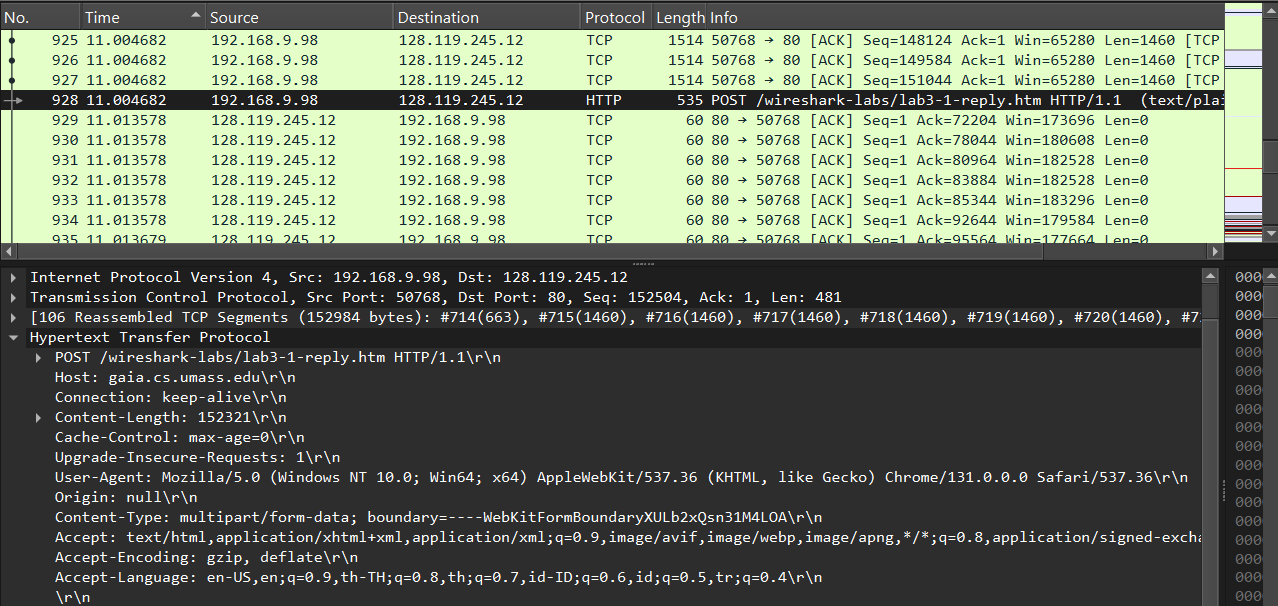 No. Time Source Destination Protocol Length Info
925 11.004682 192.168.9.98 128.119.245.12 TCP 1514 50768 → 80 [ACK] Seq=148124 Ack=1 Win=65280 Len=1460 [TCP
926 11.004682 192.168.9.98 128.119.245.12 TCP 1514 50768 → 80 [ACK] Seq=149584 Ack=1 Win=65280 Len=1460 [TCP
927 11.004682 192.168.9.98 128.119.245.12 TCP 1514 50768 → 80 [ACK] Seq=151044 Ack=1 Win=65280 Len=1460 [TCP
928 11.004682 192.168.9.98 128.119.245.12 HTTP 535 POST /wireshark-labs/lab3-1-reply.htm HTTP/1.1 (text/plai
929 11.013578 128.119.245.12 192.168.9.98 TCP 60 80 → 50768 [ACK] Seq=1 Ack=72204 Win=173696 Len=0
930 11.013578 128.119.245.12 192.168.9.98 TCP 60 80 → 50768 [ACK] Seq=1 Ack=78044 Win=180608 Len=0
931 11.013578 128.119.245.12 192.168.9.98 TCP 60 80 → 50768 [ACK] Seq=1 Ack=80964 Win=182528 Len=0
932 11.013578 128.119.245.12 192.168.9.98 TCP 60 80 → 50768 [ACK] Seq=1 Ack=83884 Win=182528 Len=0
933 11.013578 128.119.245.12 192.168.9.98 TCP 60 80 → 50768 [ACK] Seq=1 Ack=85344 Win=183296 Len=0
934 11.013578 128.119.245.12 192.168.9.98 TCP 60 80 → 50768 [ACK] Seq=1 Ack=92644 Win=179584 Len=0
935 11.013679 128.119.245.12 192.168.9.98 TCP 60 80 → 50768 [ACK] Seq=1 Ack=95564 Win=177664 Len=0
Internet Protocol Version 4, Src: 192.168.9.98, Dst: 128.119.245.12
Transmission Control Protocol, Src Port: 50768, Dst Port: 80, Seq: 152504, Ack: 1, Len: 481
[106 Reassembled TCP Segments (152984 bytes): #714(663), #715(1460), #716(1460), #717(1460), #718(1460), #719(1460), #720(1460),
Hypertext Transfer Protocol
POST /wireshark-labs/lab3-1-reply.htm HTTP/1.1\r\n
Host: gaia.cs.umass.edu\r\n
Connection: keep-alive\r\n
Content-Length: 152321\r\n
Cache-Control: max-age=0\r\n
Upgrade-Insecure-Requests: 1\r\n
User-Agent: Mozilla/5.0 (Windows NT 10.0; Win64; x64) AppleWebKit/537.36 (KHTML, like Gecko) Chrome/131.0.0.0 Safari/537.36\r\n
Origin: null\r\n
Content-Type: multipart/form-data; boundary=----WebKitFormBoundaryXULb2xQsn31M4LOA\r\n
Accept: text/html,application/xhtml+xml,application/xml;q=0.9,image/avif,image/webp,image/apng,*/*;q=0.8,application/signed-excha
Accept-Encoding: gzip, deflate\r\n
Accept-Language: en-US,en;q=0.9,th-TH;q=0.8,th;q=0.7,id-ID;q=0.6,id;q=0.5,tr;q=0.4\r\n
\r\n